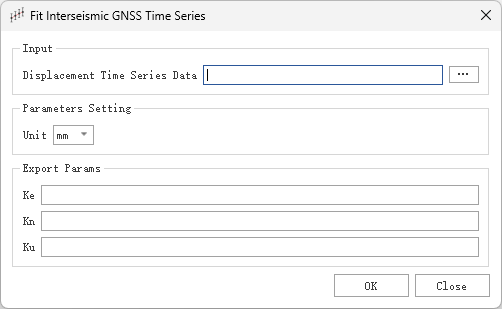 Fit Interseismic GNSS Time Series
Input
Displacement Time Series Data
...
Parameters Setting
Unit mm
Export Params
Ke
Kn
Ku
OK Close